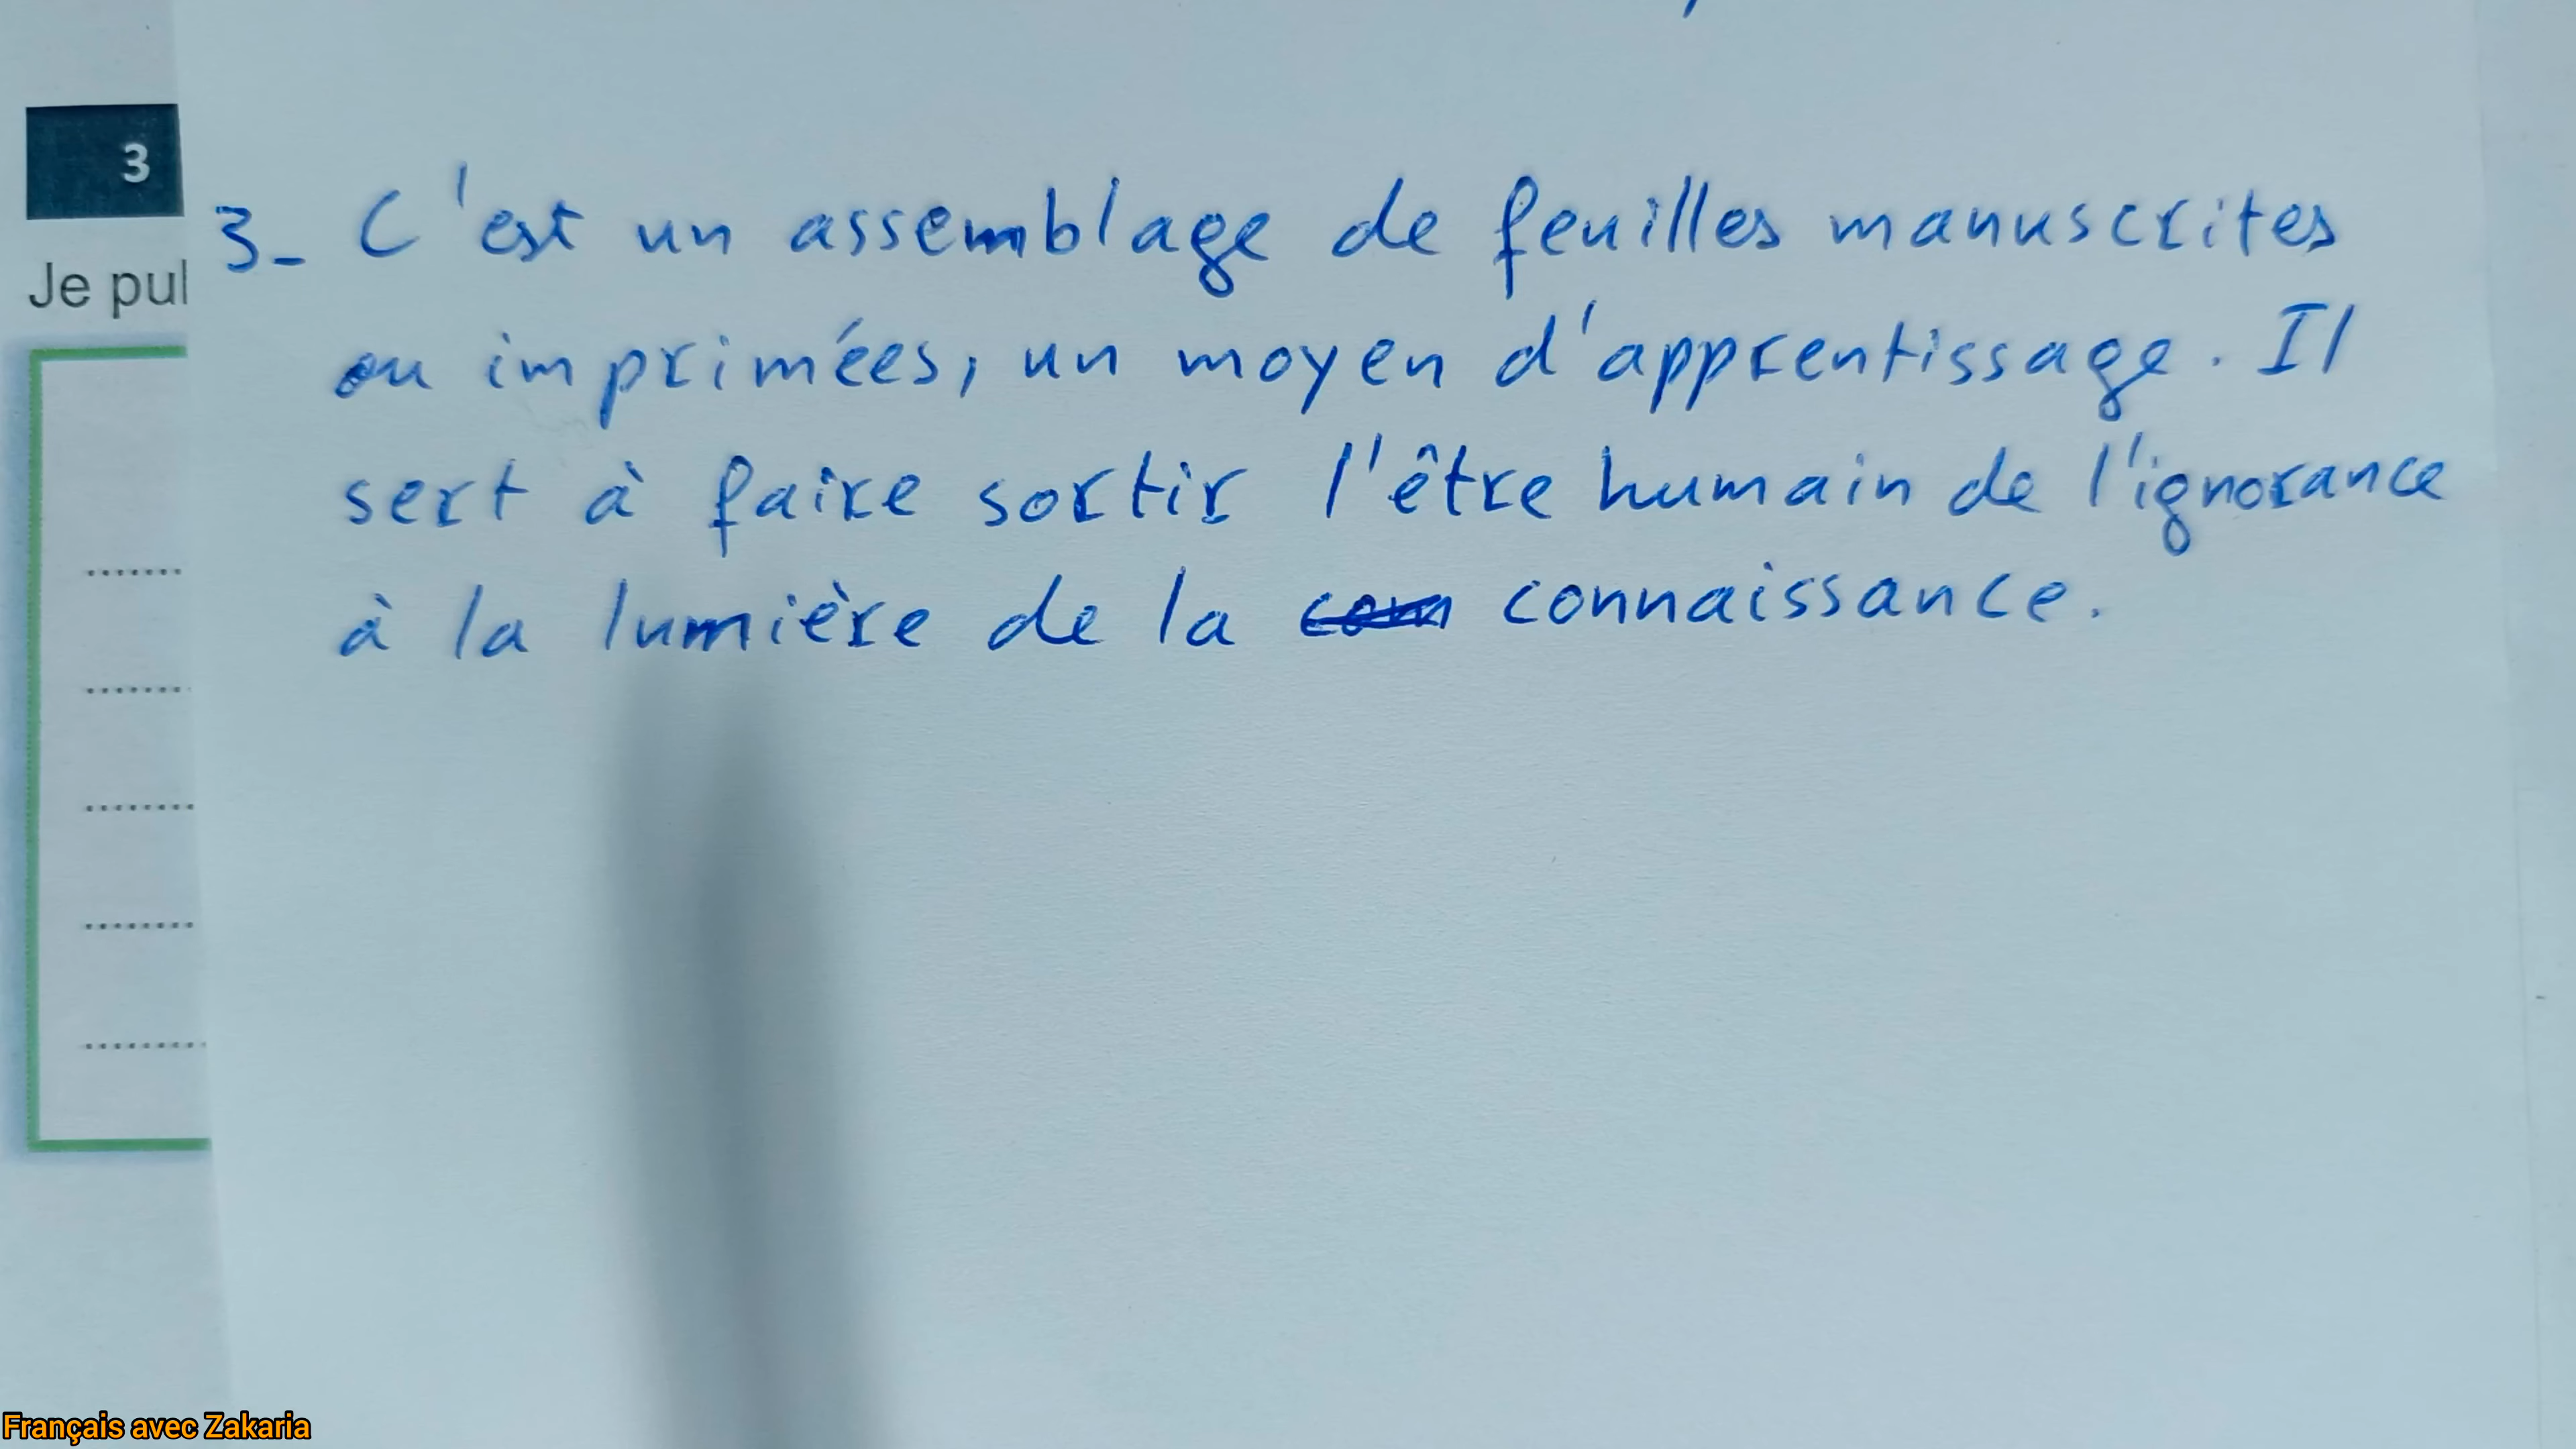 3
Je pul
3- C'est un assemblage de feuilles manuscrites
ou imprimées, un moyen d'apprentissage. Il
sert à faire sortir l'être humain de l'ignorance
à la lumière de la connaissance.
Français avec Zakaria